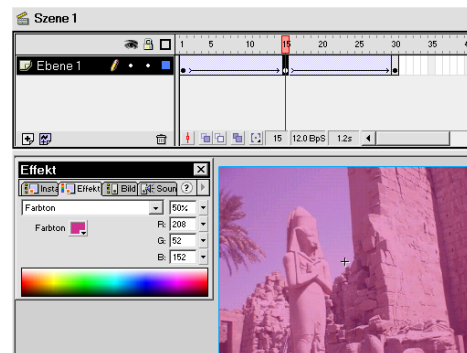 Szene 1
1 5 10 15 20 25 30 35
Ebene 1
15 12.0 BpS 1.2s
Effekt
Insta Effekt Bild Soun ?
Farbton 50%
Farbton R: 208
G: 52
B: 152